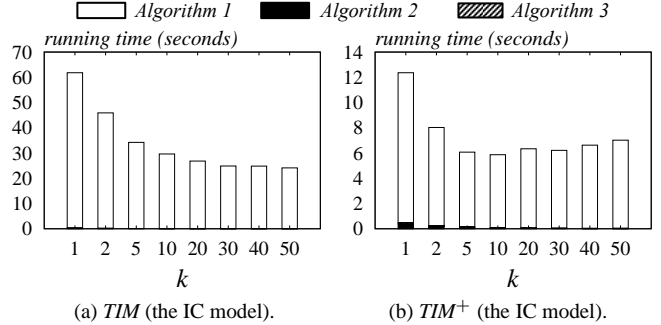 Algorithm 1 Algorithm 2 Algorithm 3
running time (seconds)
70
60
50
40
30
20
10
0
1 2 5 10 20 30 40 50
k
(a) TIM (the IC model).
running time (seconds)
14
12
10
8
6
4
2
0
1 2 5 10 20 30 40 50
k
(b) TIM⁺ (the IC model).